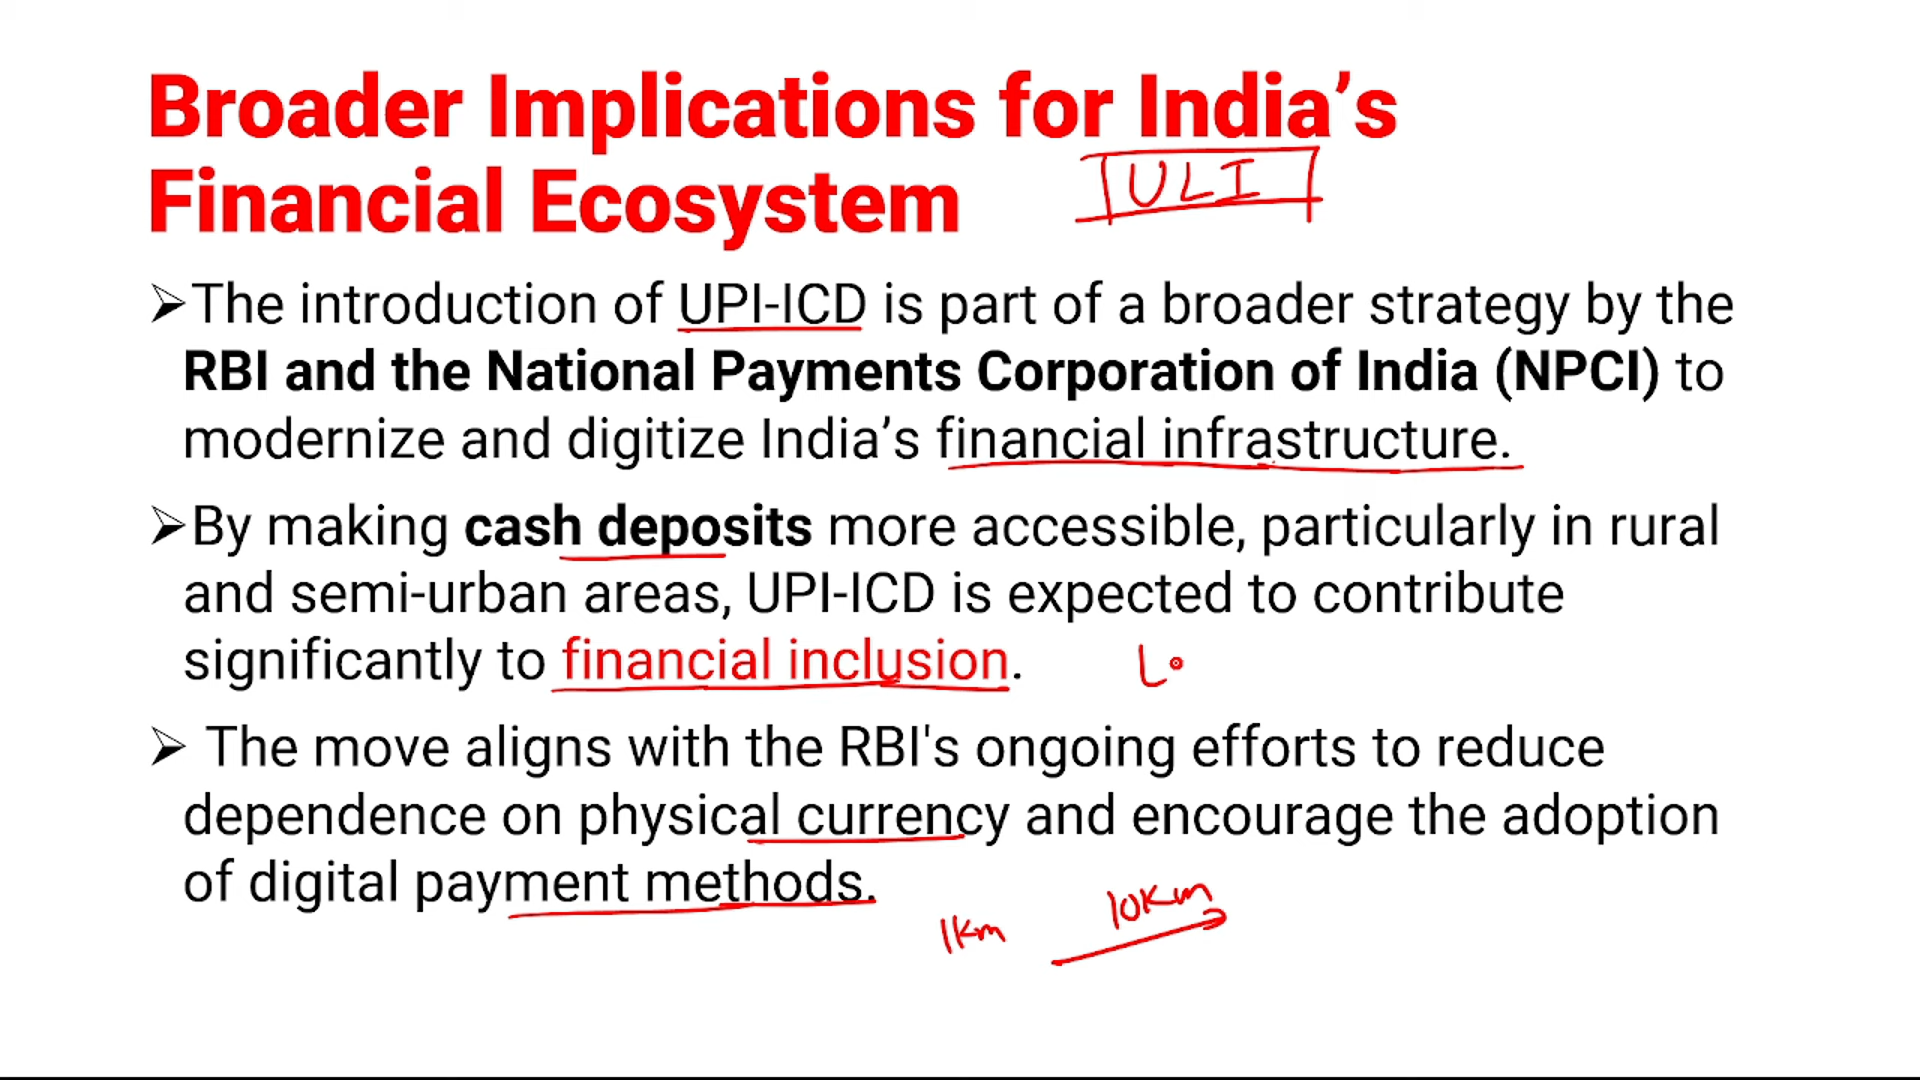 Broader Implications for India’s
Financial Ecosystem
ULI
➢The introduction of UPI-ICD is part of a broader strategy by the
RBI and the National Payments Corporation of India (NPCI) to
modernize and digitize India’s financial infrastructure.
➢By making cash deposits more accessible, particularly in rural
and semi-urban areas, UPI-ICD is expected to contribute
significantly to financial inclusion.
➢ The move aligns with the RBI's ongoing efforts to reduce
dependence on physical currency and encourage the adoption
of digital payment methods.
1km
10Km